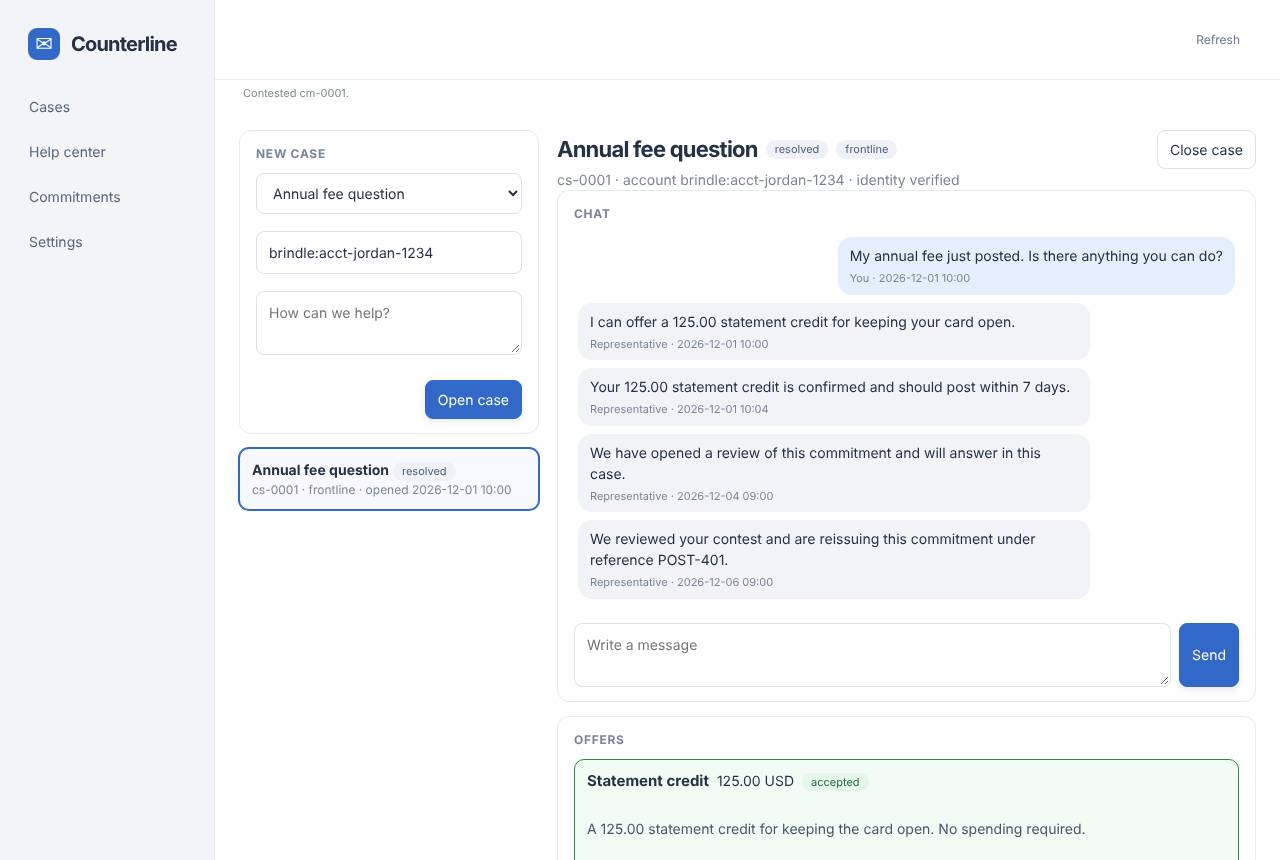 ✉ Counterline
Cases
Help center
Commitments
Settings
Refresh
Contested cm-0001.
NEW CASE
Annual fee question
brindle:acct-jordan-1234
How can we help?
Open case
Annual fee question resolved
cs-0001 · frontline · opened 2026-12-01 10:00
Annual fee question resolved frontline
Close case
cs-0001 · account brindle:acct-jordan-1234 · identity verified
CHAT
My annual fee just posted. Is there anything you can do?
You · 2026-12-01 10:00
I can offer a 125.00 statement credit for keeping your card open.
Representative · 2026-12-01 10:00
Your 125.00 statement credit is confirmed and should post within 7 days.
Representative · 2026-12-01 10:04
We have opened a review of this commitment and will answer in this
case.
Representative · 2026-12-04 09:00
We reviewed your contest and are reissuing this commitment under
reference POST-401.
Representative · 2026-12-06 09:00
Write a message
Send
OFFERS
Statement credit 125.00 USD accepted
A 125.00 statement credit for keeping the card open. No spending required.